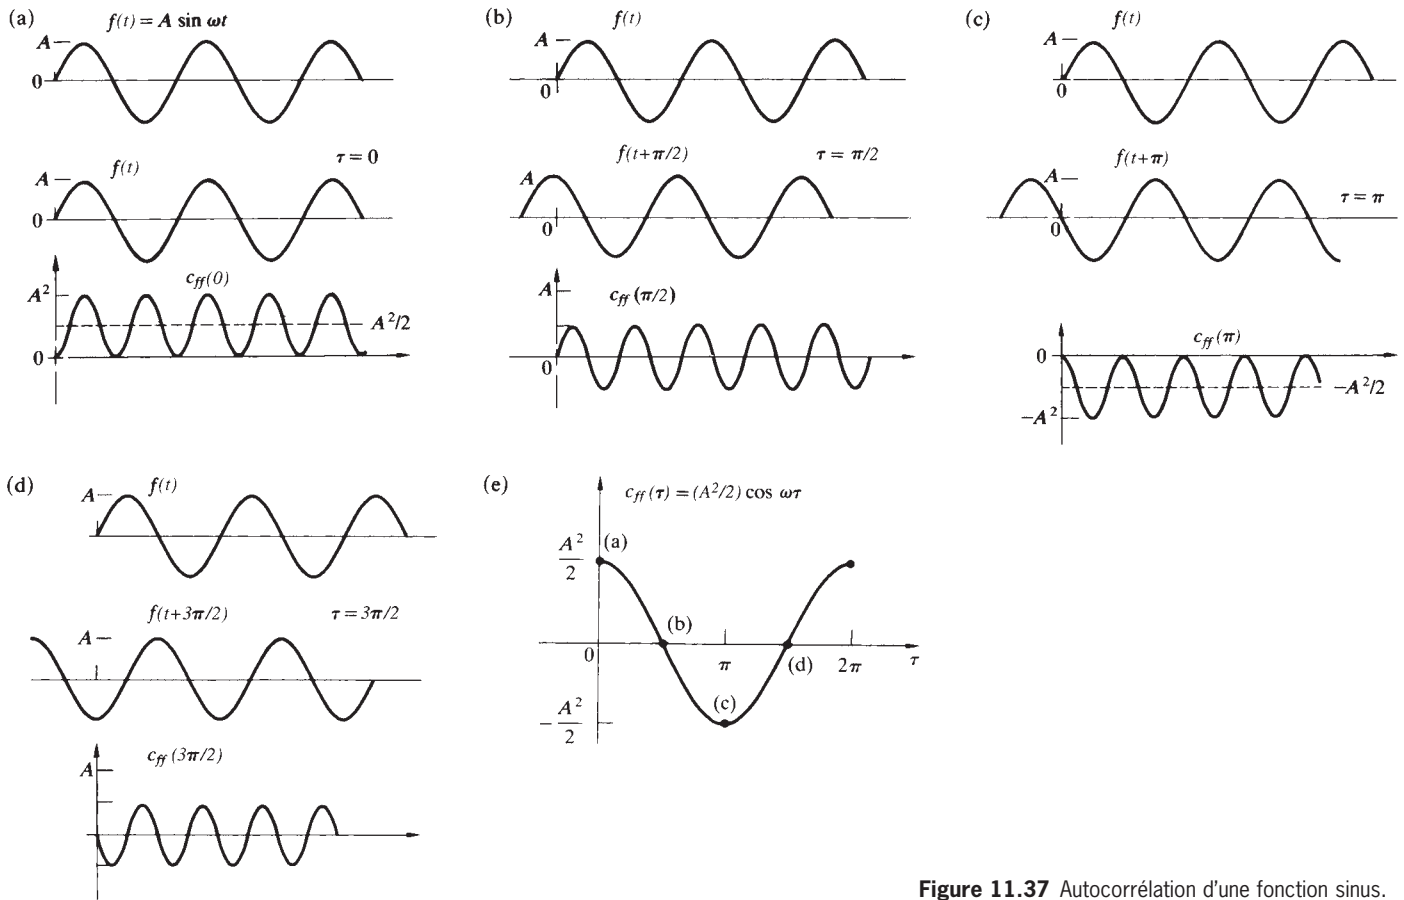 (a)
f(t) = A sin ωt
A
0
f(t)
τ = 0
A
0
c_ff(0)
A²
A²/2
0
(b)
f(t)
A
0
f(t+π/2)
τ = π/2
A
0
A
c_ff(π/2)
0
(c)
f(t)
A
0
f(t+π)
A
τ = π
0
c_ff(π)
0
−A²/2
−A²
(d)
f(t)
A
f(t+3π/2)
τ = 3π/2
A
c_ff(3π/2)
A
(e)
c_ff(τ) = (A²/2) cos ωτ
A²/2
(a)
(b)
0
π
(d)
2π
τ
(c)
−A²/2
Figure 11.37 Autocorrélation d'une fonction sinus.